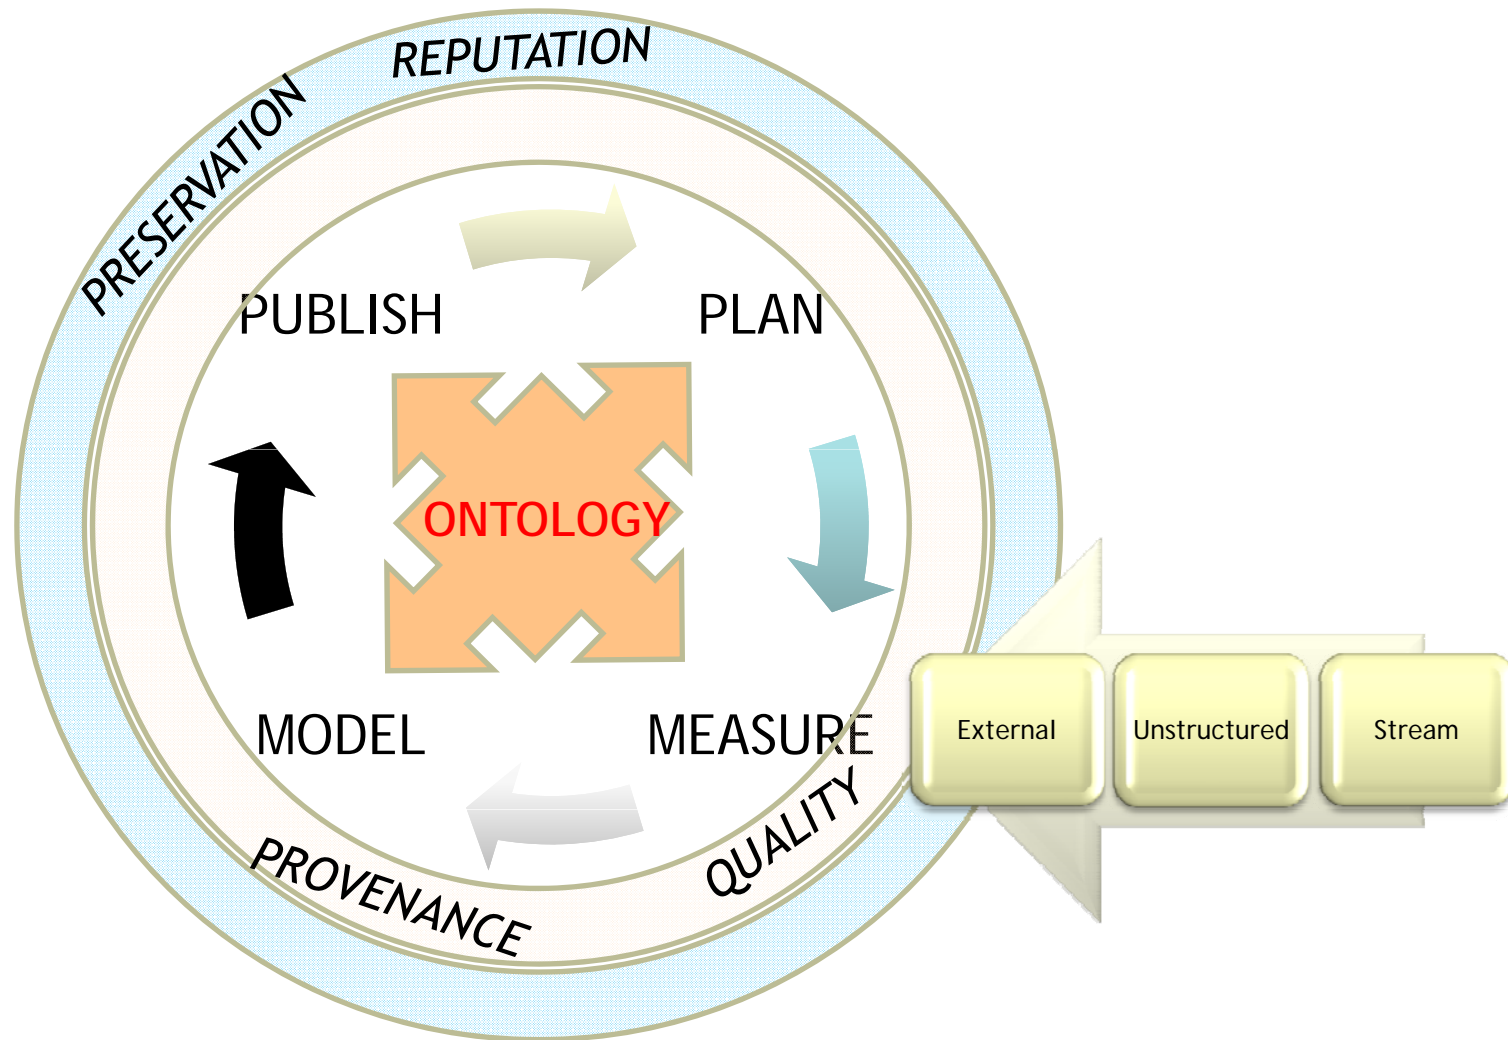 REPUTATION
PRESERVATION
PUBLISH
PLAN
ONTOLOGY
MODEL
MEASURE
External
Unstructured
Stream
PROVENANCE
QUALITY